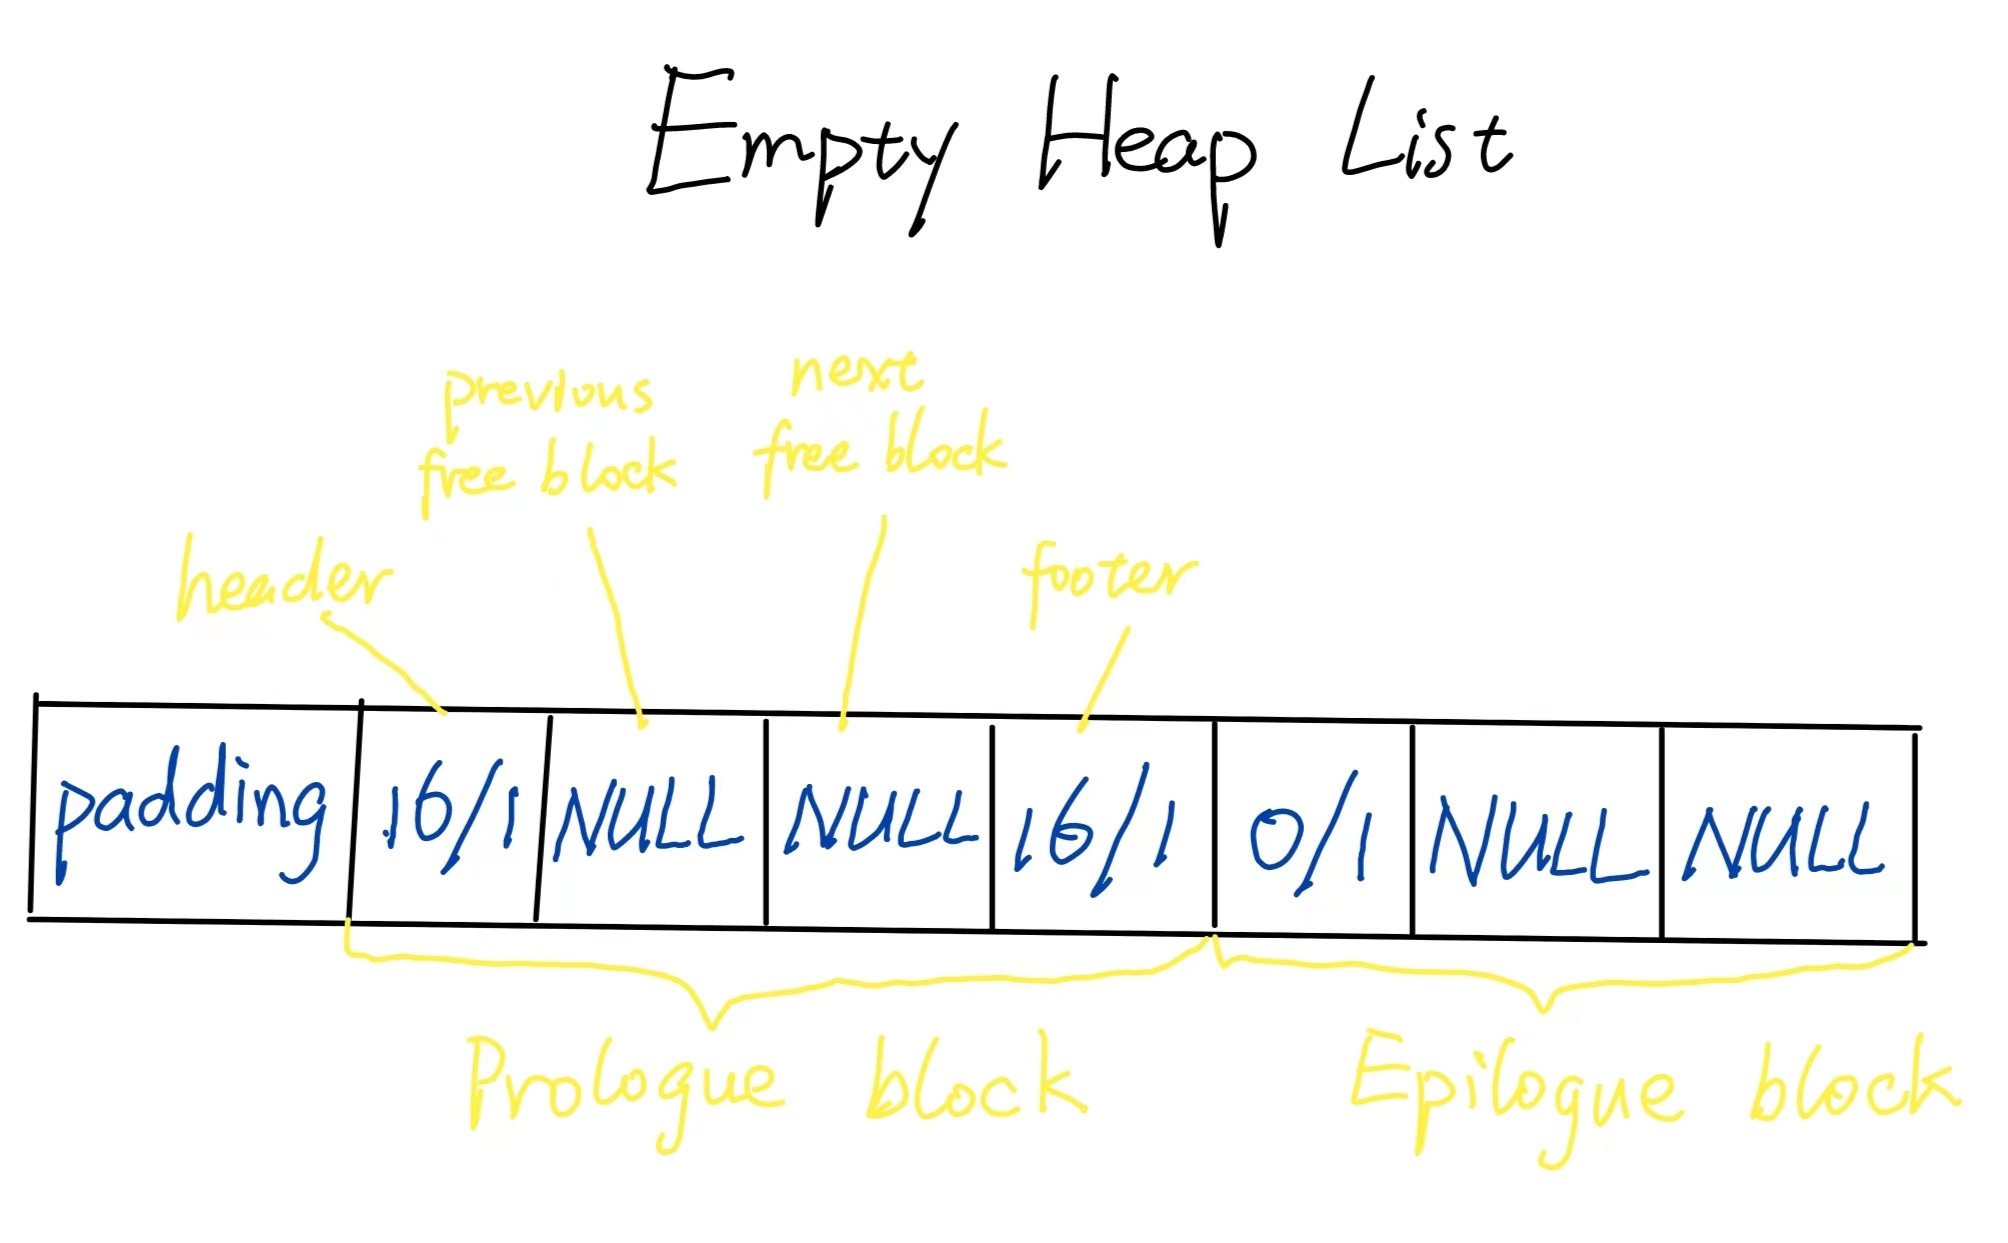 Empty Heap List
previous
free block
next
free block
header
footer
padding 16/1 NULL NULL 16/1 0/1 NULL NULL
Prologue block
Epilogue block